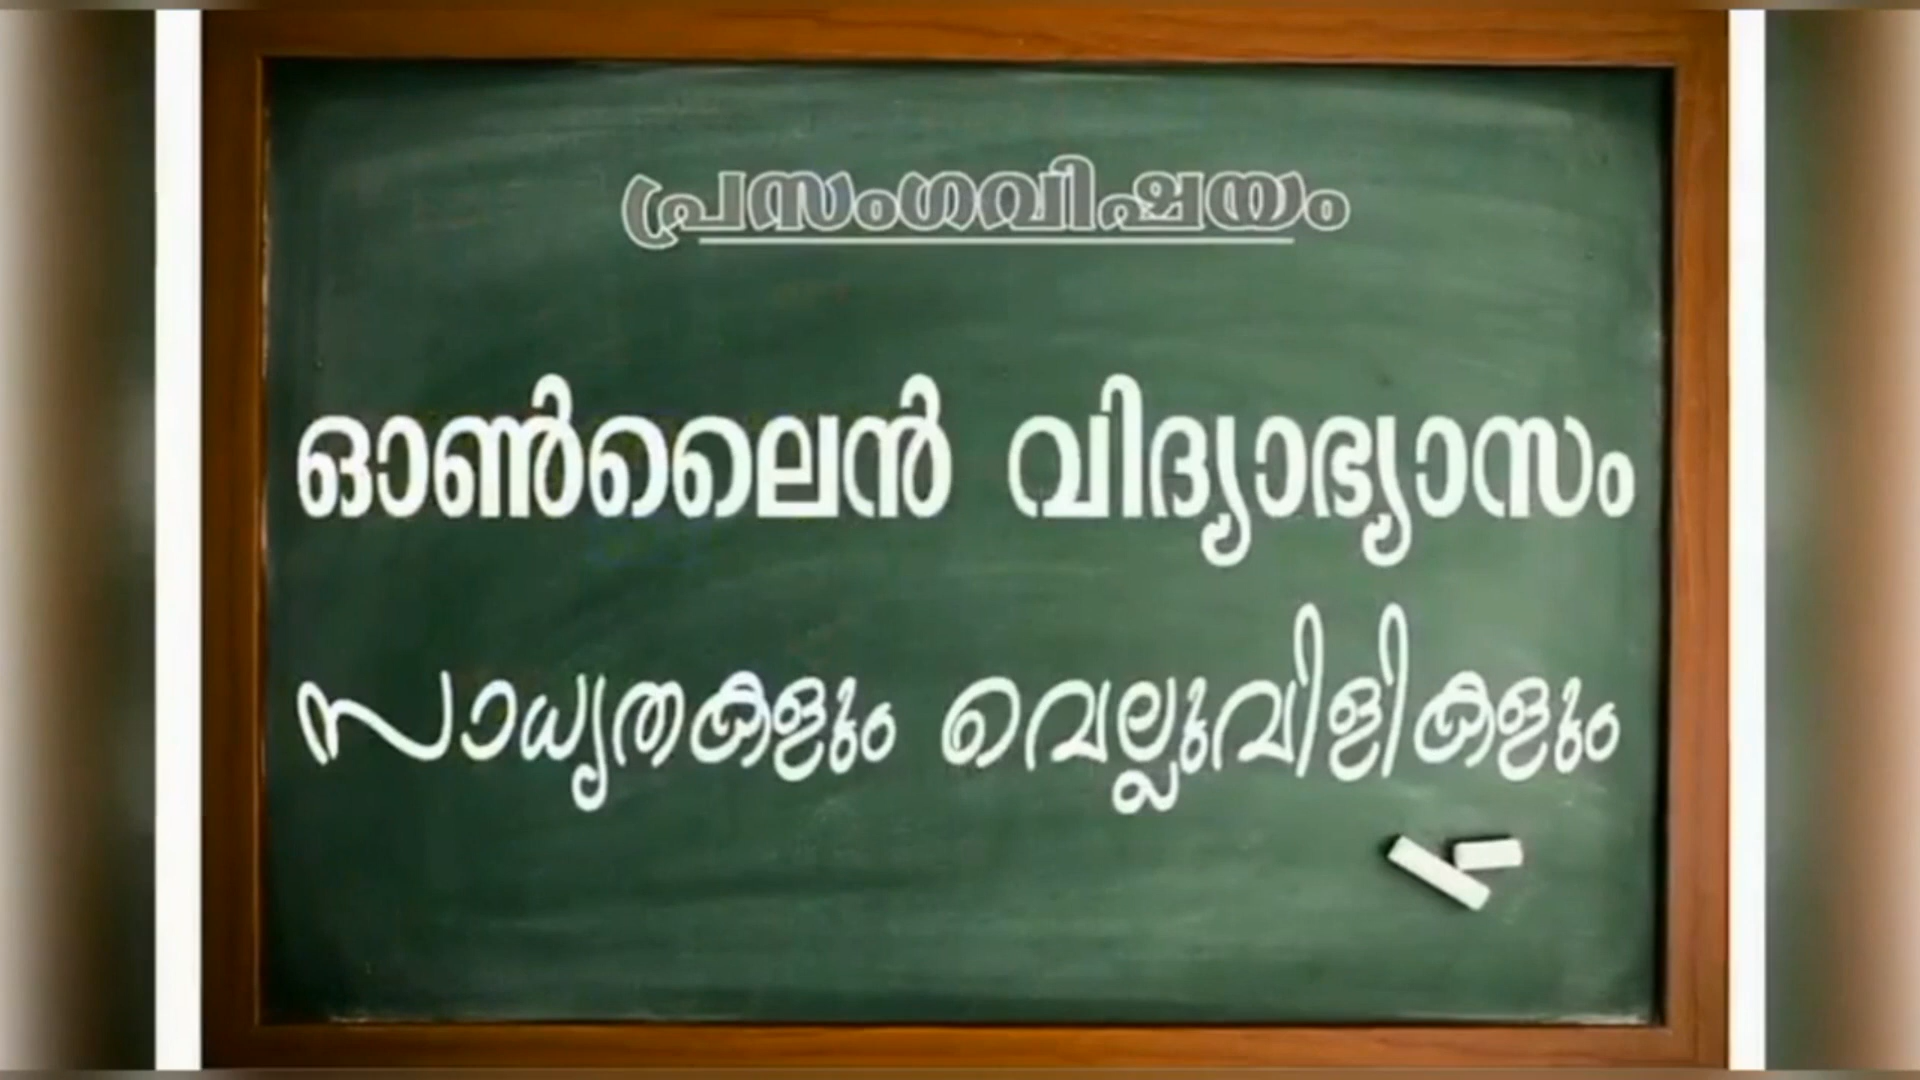 പ്രസംഗവിഷയം
ഓൺലൈൻ വിദ്യാഭ്യാസം
സാധ്യതകളും വെല്ലുവിളികളും